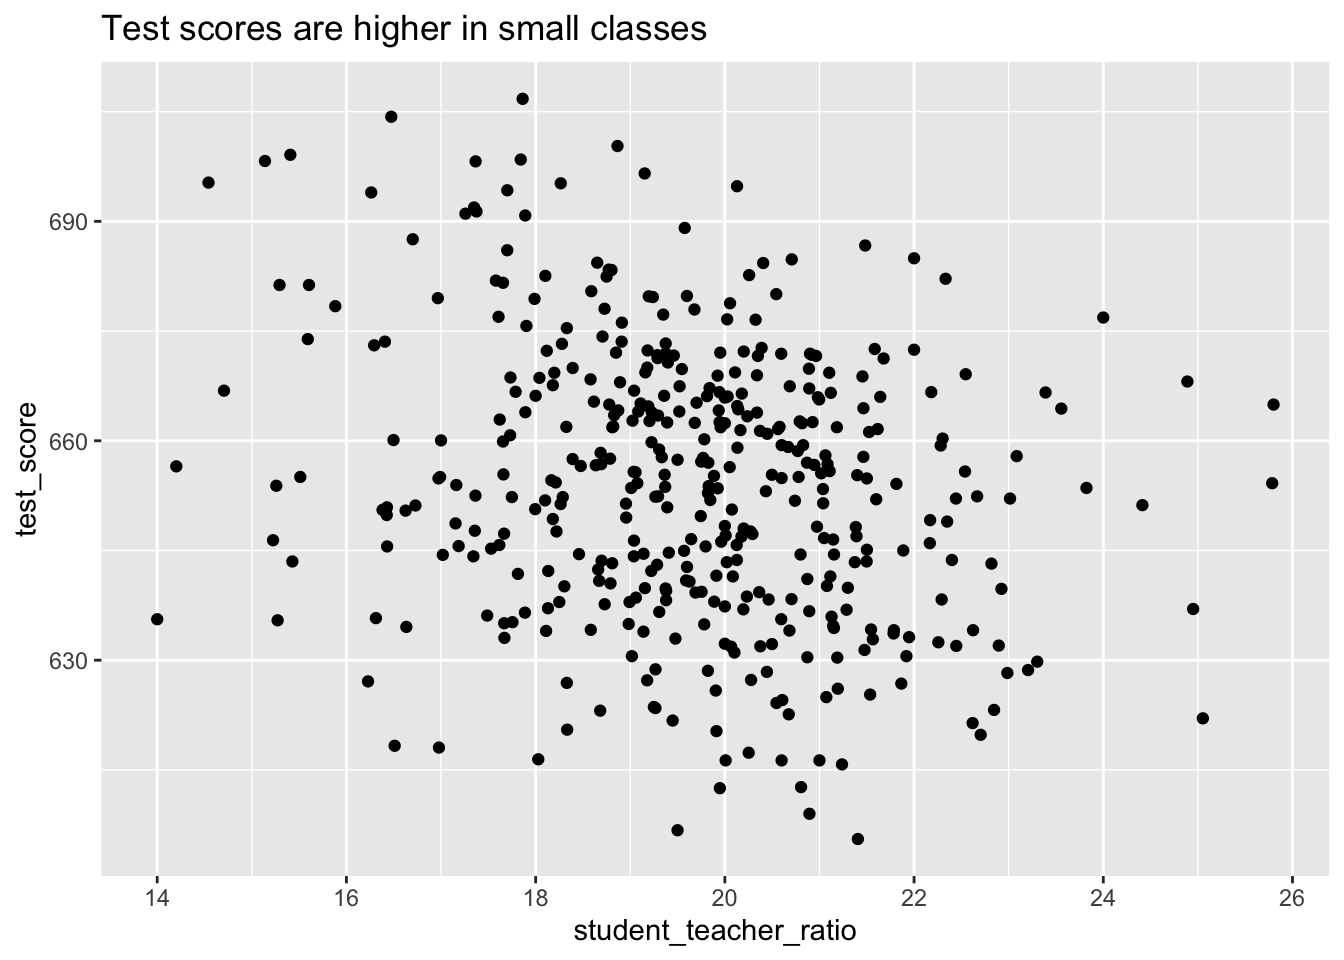 Test scores are higher in small classes
test_score
690
660
630
14 16 18 20 22 24 26
student_teacher_ratio